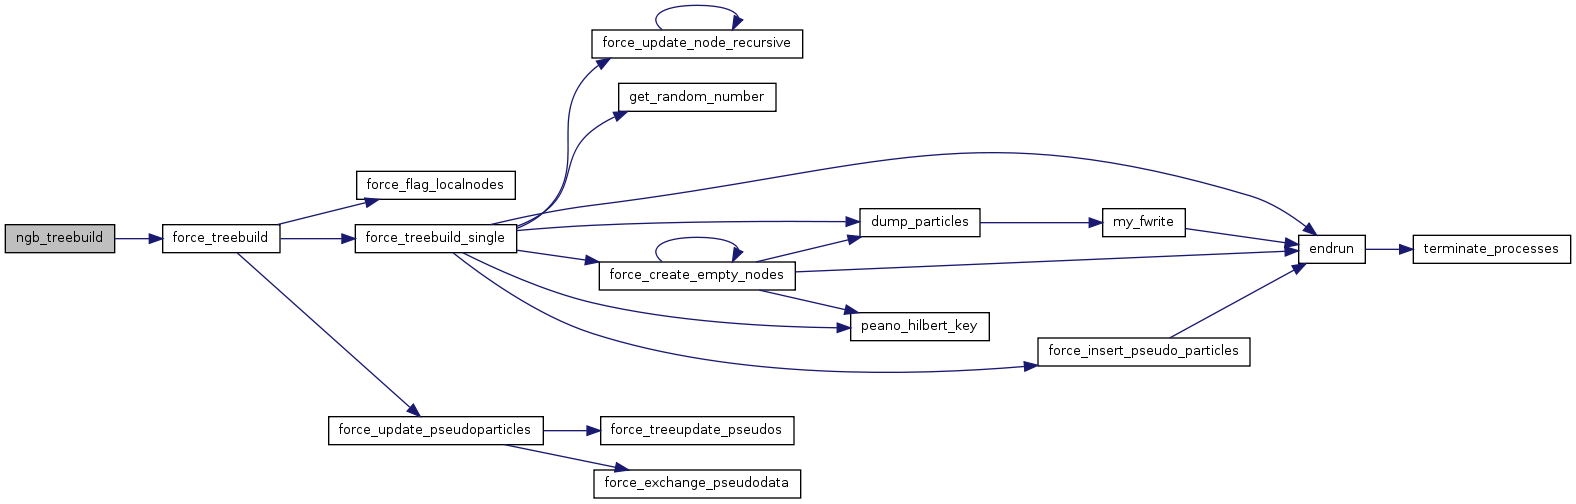 force_update_node_recursive
get_random_number
force_flag_localnodes
dump_particles
my_fwrite
ngb_treebuild
force_treebuild
force_treebuild_single
endrun
terminate_processes
force_create_empty_nodes
peano_hilbert_key
force_insert_pseudo_particles
force_update_pseudoparticles
force_treeupdate_pseudos
force_exchange_pseudodata